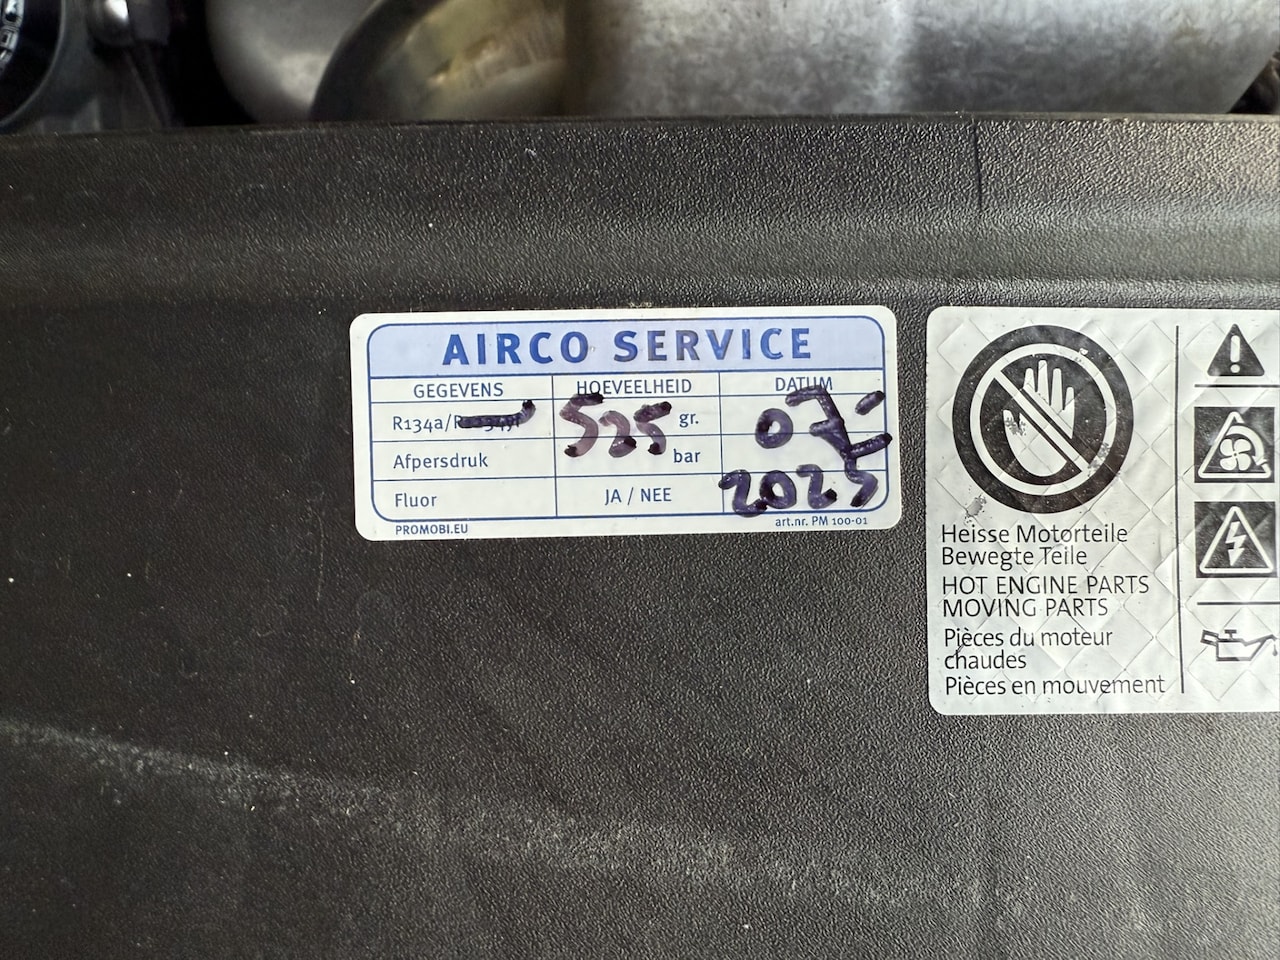 AIRCO SERVICE
GEGEVENS HOEVEELHEID DATUM
R134a/ 525 gr. 07-
Afpersdruk bar
Fluor JA / NEE 2025
PROMOBI.EU art.nr. PM 100-01
Heisse Motorteile
Bewegte Teile
HOT ENGINE PARTS
MOVING PARTS
Pièces du moteur
chaudes
Pièces en mouvement